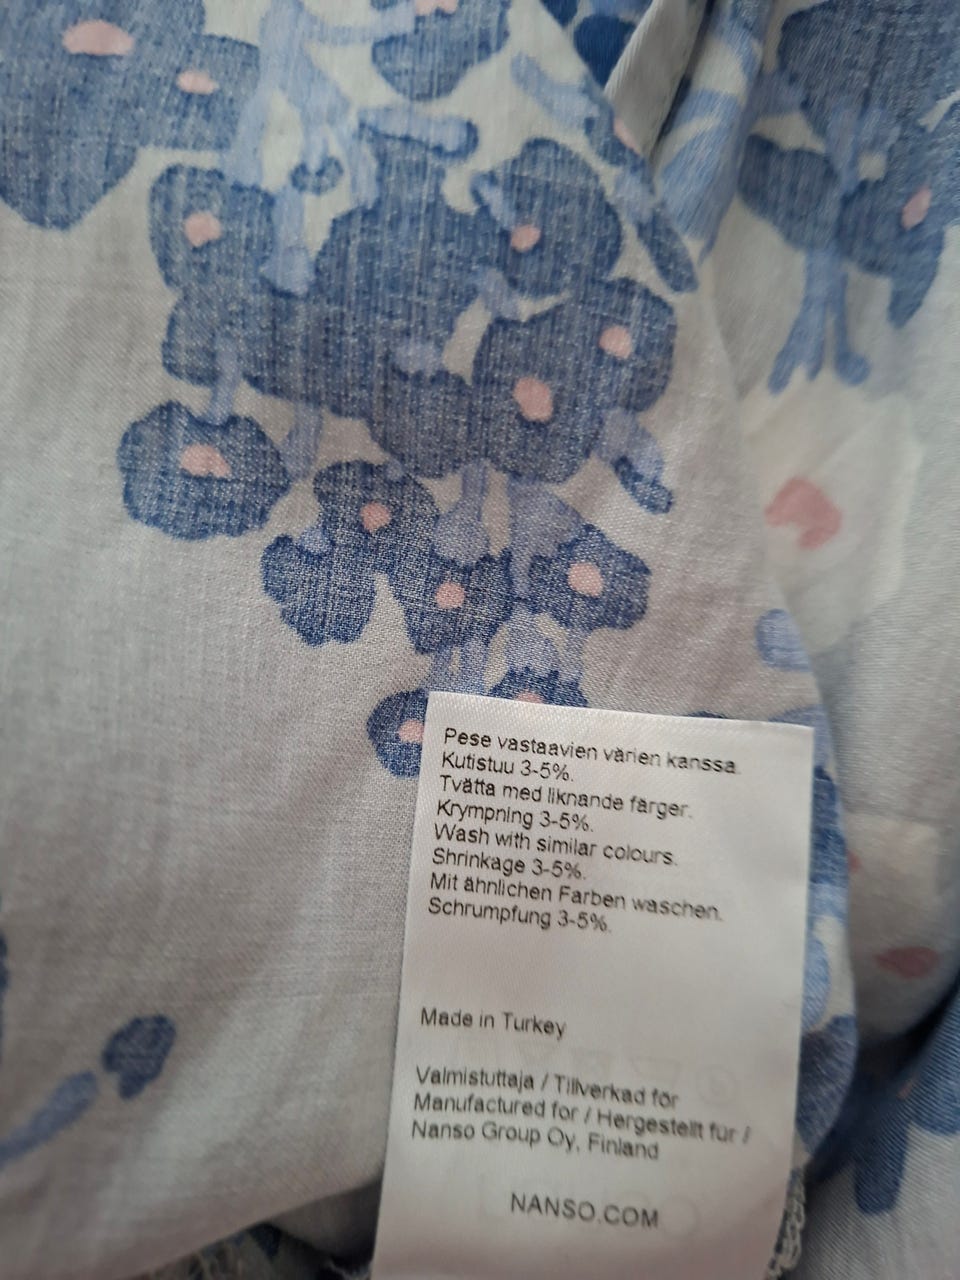 Pese vastaavien värien kanssa.
Kutistuu 3-5%.
Tvätta med liknande färger.
Krympning 3-5%.
Wash with similar colours.
Shrinkage 3-5%.
Mit ähnlichen Farben waschen.
Schrumpfung 3-5%.
Made in Turkey
Valmistuttaja / Tillverkad för
Manufactured for / Hergestellt für /
Nanso Group Oy, Finland
NANSO.COM